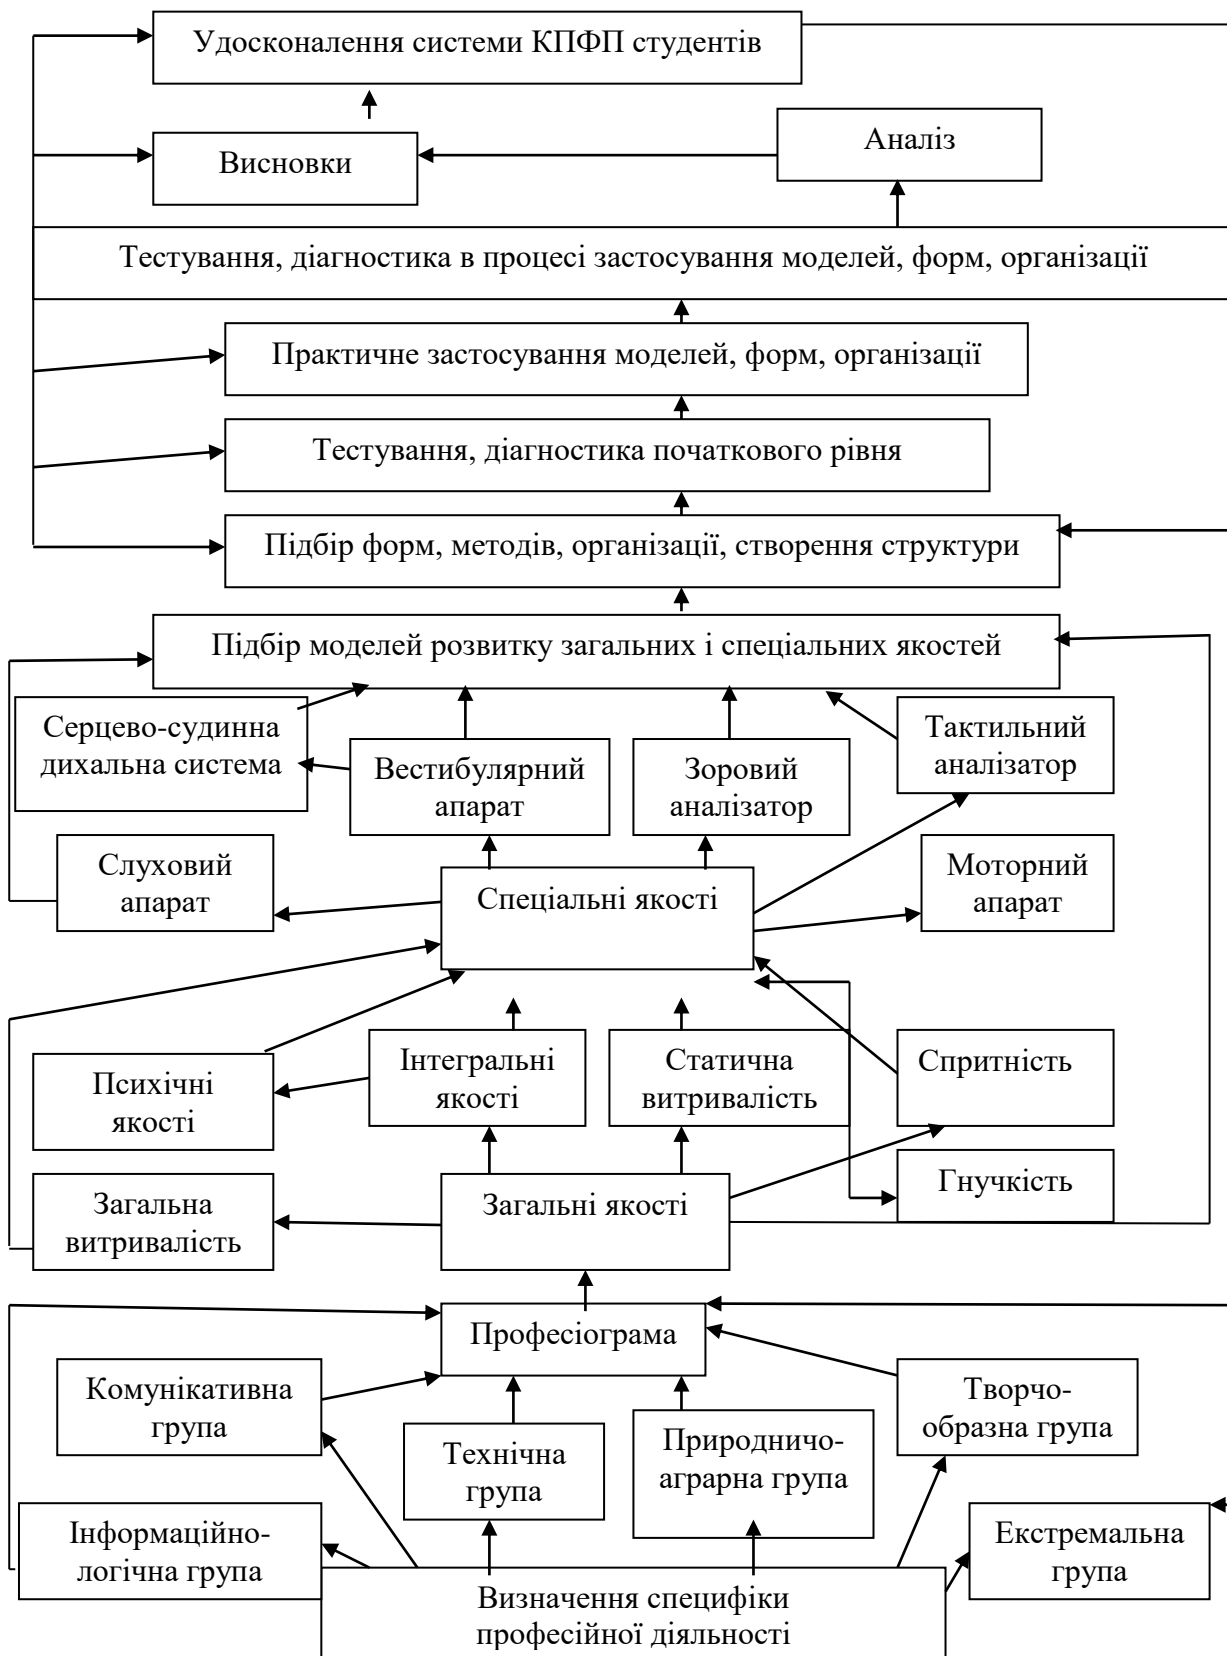 Удосконалення системи КПФП студентів
Аналіз
Висновки
Тестування, діагностика в процесі застосування моделей, форм, організації
Практичне застосування моделей, форм, організації
Тестування, діагностика початкового рівня
Підбір форм, методів, організації, створення структури
Підбір моделей розвитку загальних і спеціальних якостей
Серцево-судинна
дихальна система
Вестибулярний
апарат
Зоровий
аналізатор
Тактильний
аналізатор
Слуховий
апарат
Спеціальні якості
Моторний
апарат
Психічні
якості
Інтегральні
якості
Статична
витривалість
Спритність
Загальна
витривалість
Загальні якості
Гнучкість
Професіограма
Комунікативна
група
Технічна
група
Природничо-
аграрна група
Творчо-
образна група
Інформаційно-
логічна група
Екстремальна
група
Визначення специфіки
професійної діяльності